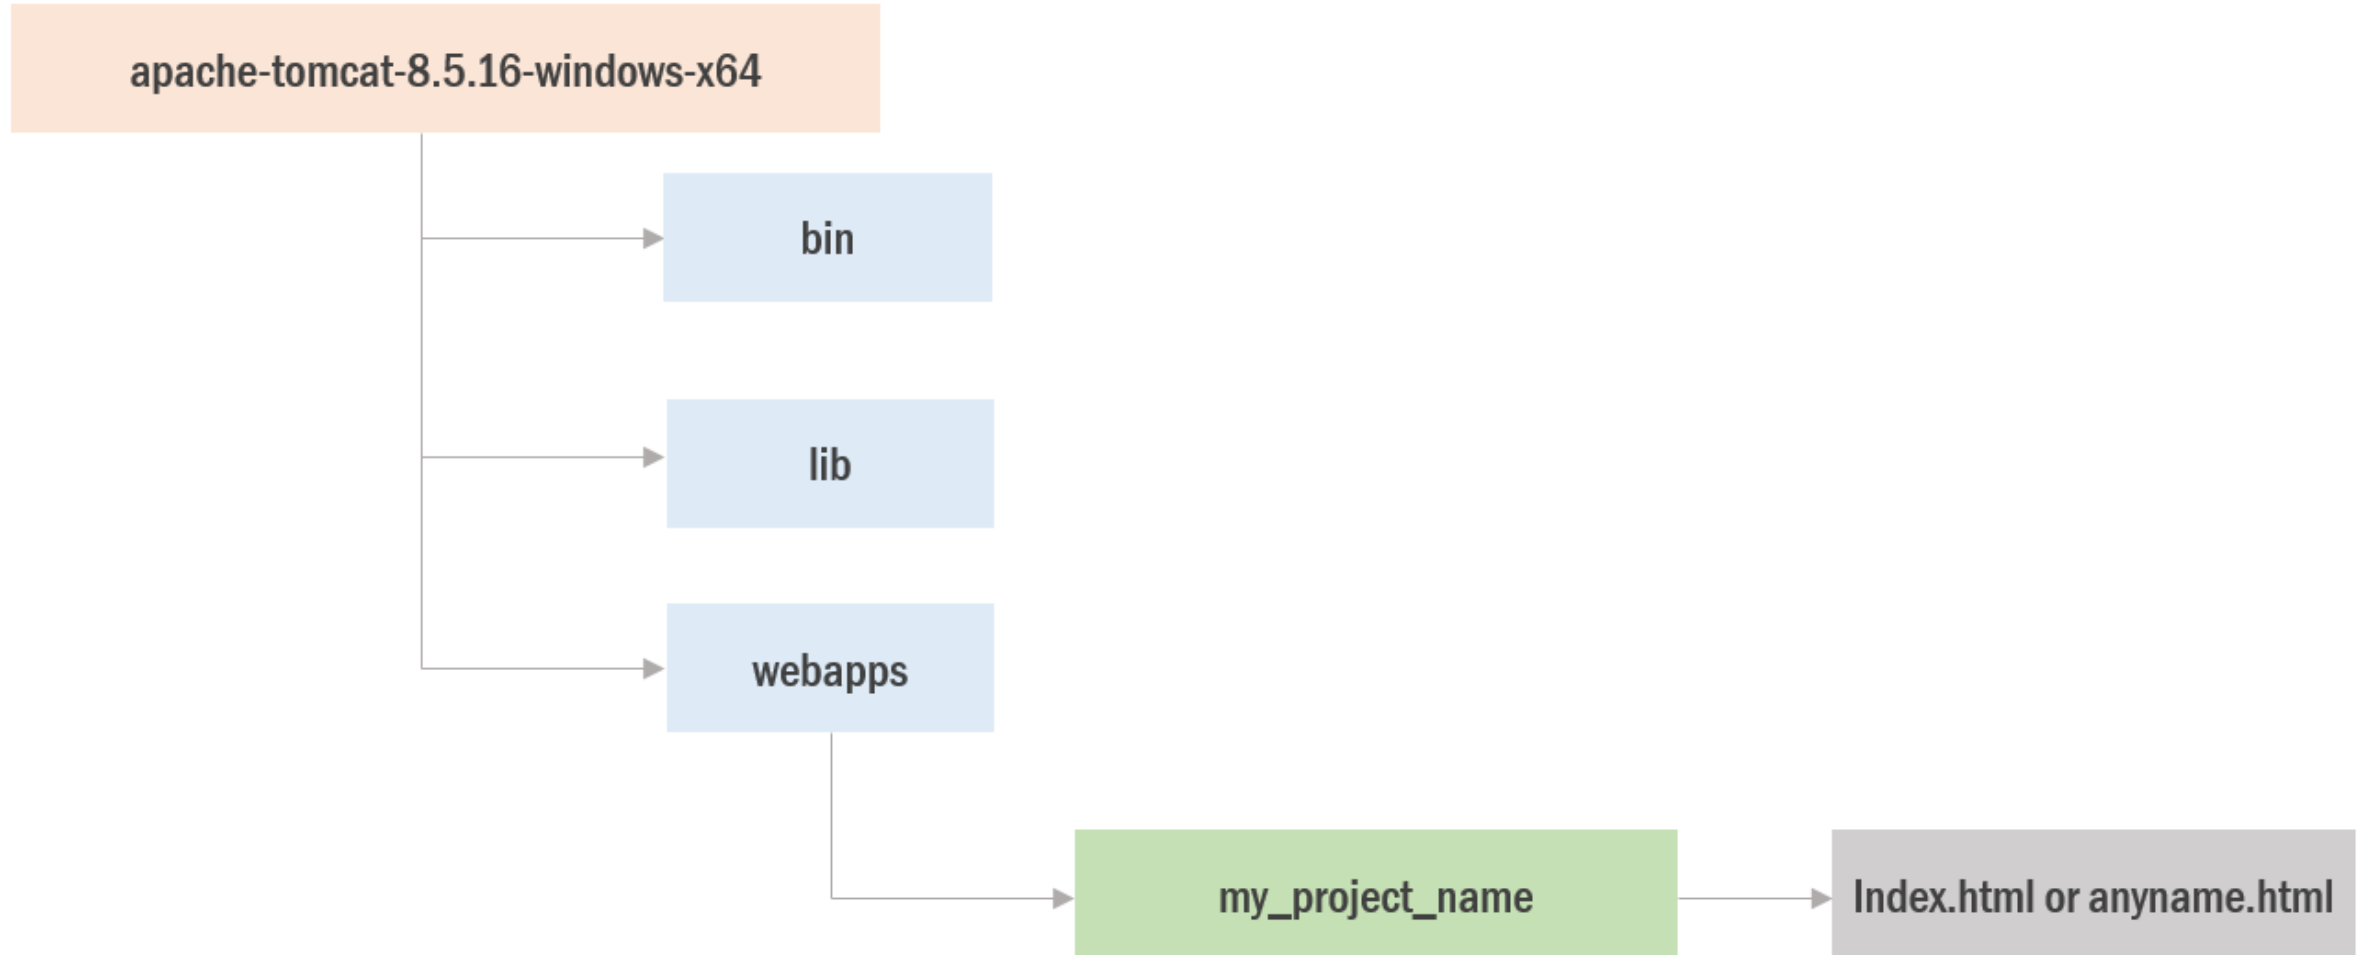 apache-tomcat-8.5.16-windows-x64
bin
lib
webapps
my_project_name
Index.html or anyname.html